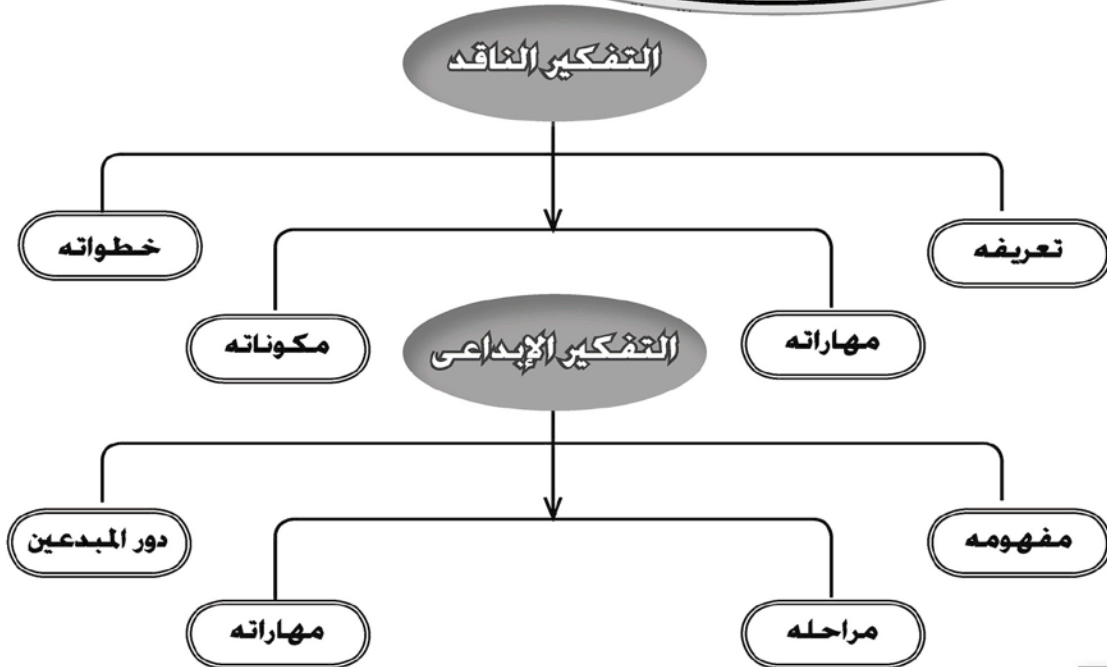 التفكير الناقد
تعريفه
خطواته
مهاراته
مكوناته
التفكير الإبداعى
مفهومه
دور المبدعين
مراحله
مهاراته